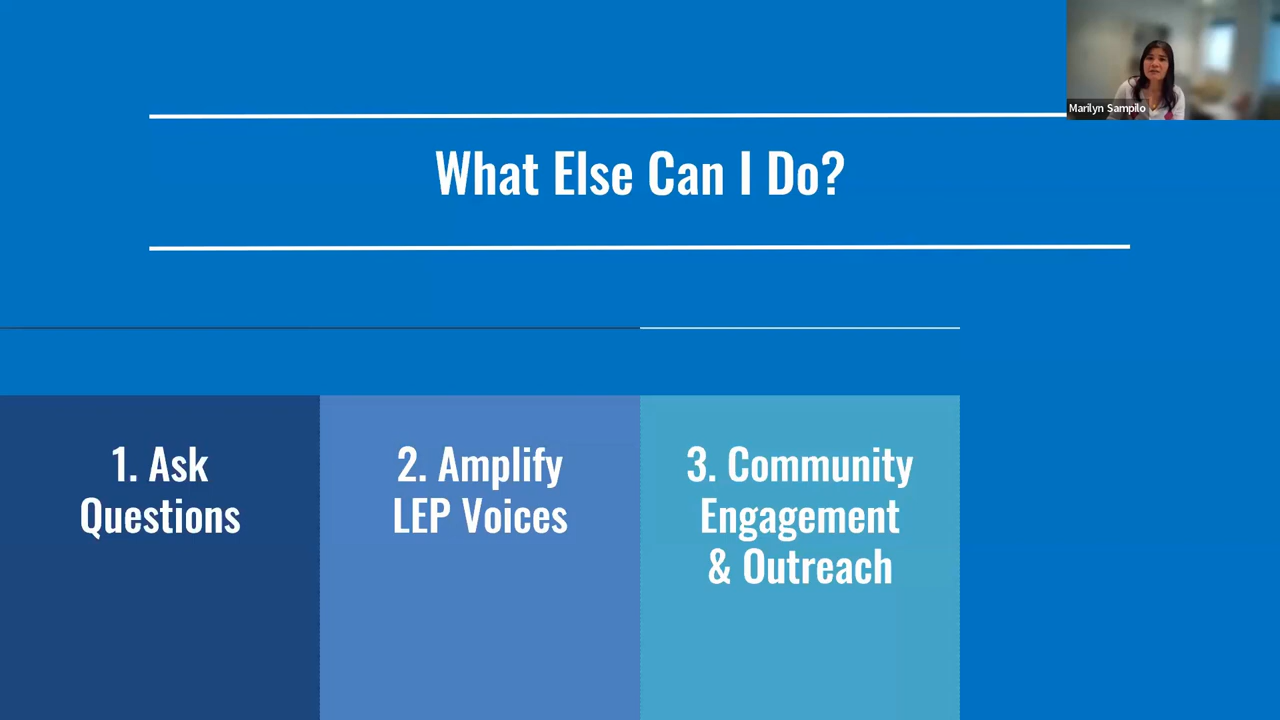 Marilyn Sampilo
What Else Can I Do?
1. Ask
Questions
2. Amplify
LEP Voices
3. Community
Engagement
& Outreach